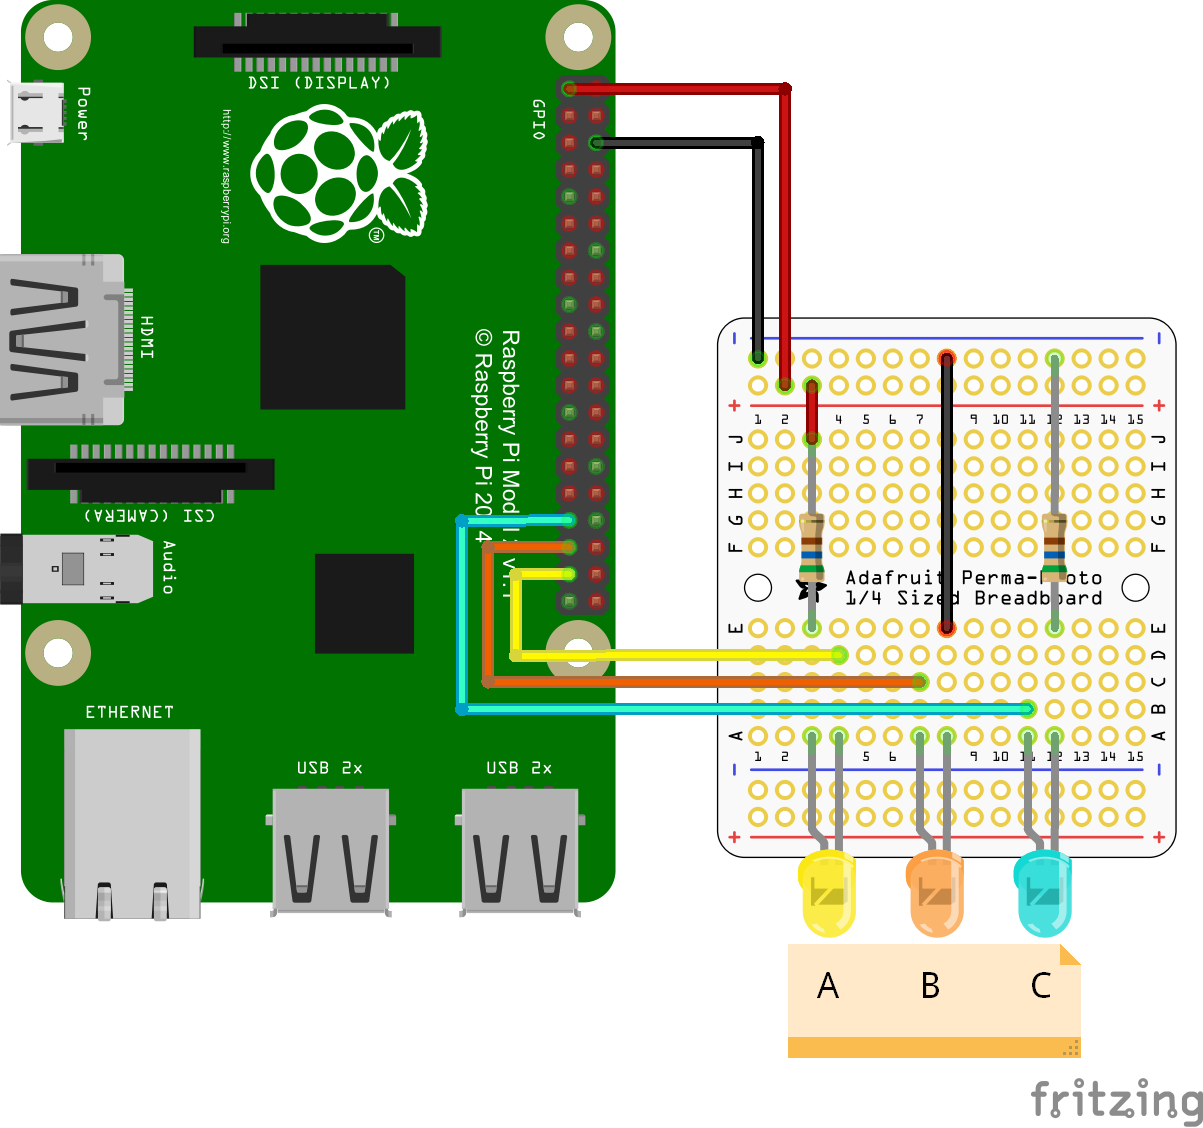 DSI (DISPLAY)
Power
GPIO
http://www.raspberrypi.org
TM
HDMI
Raspberry Pi
© Raspberry Pi
CSI (CAMERA)
Audio
ETHERNET
USB 2x
USB 2x
- -
+ +
1 2 4 5 6 7 9 10 11 12 13 14 15
J J
I I
H H
G G
F F
Adafruit Perma-Proto
1/4 Sized Breadboard
E E
D D
C C
B B
A A
1 2 5 6 9 10 11 12 13 14 15
- -
+ +
A B C
fritzing